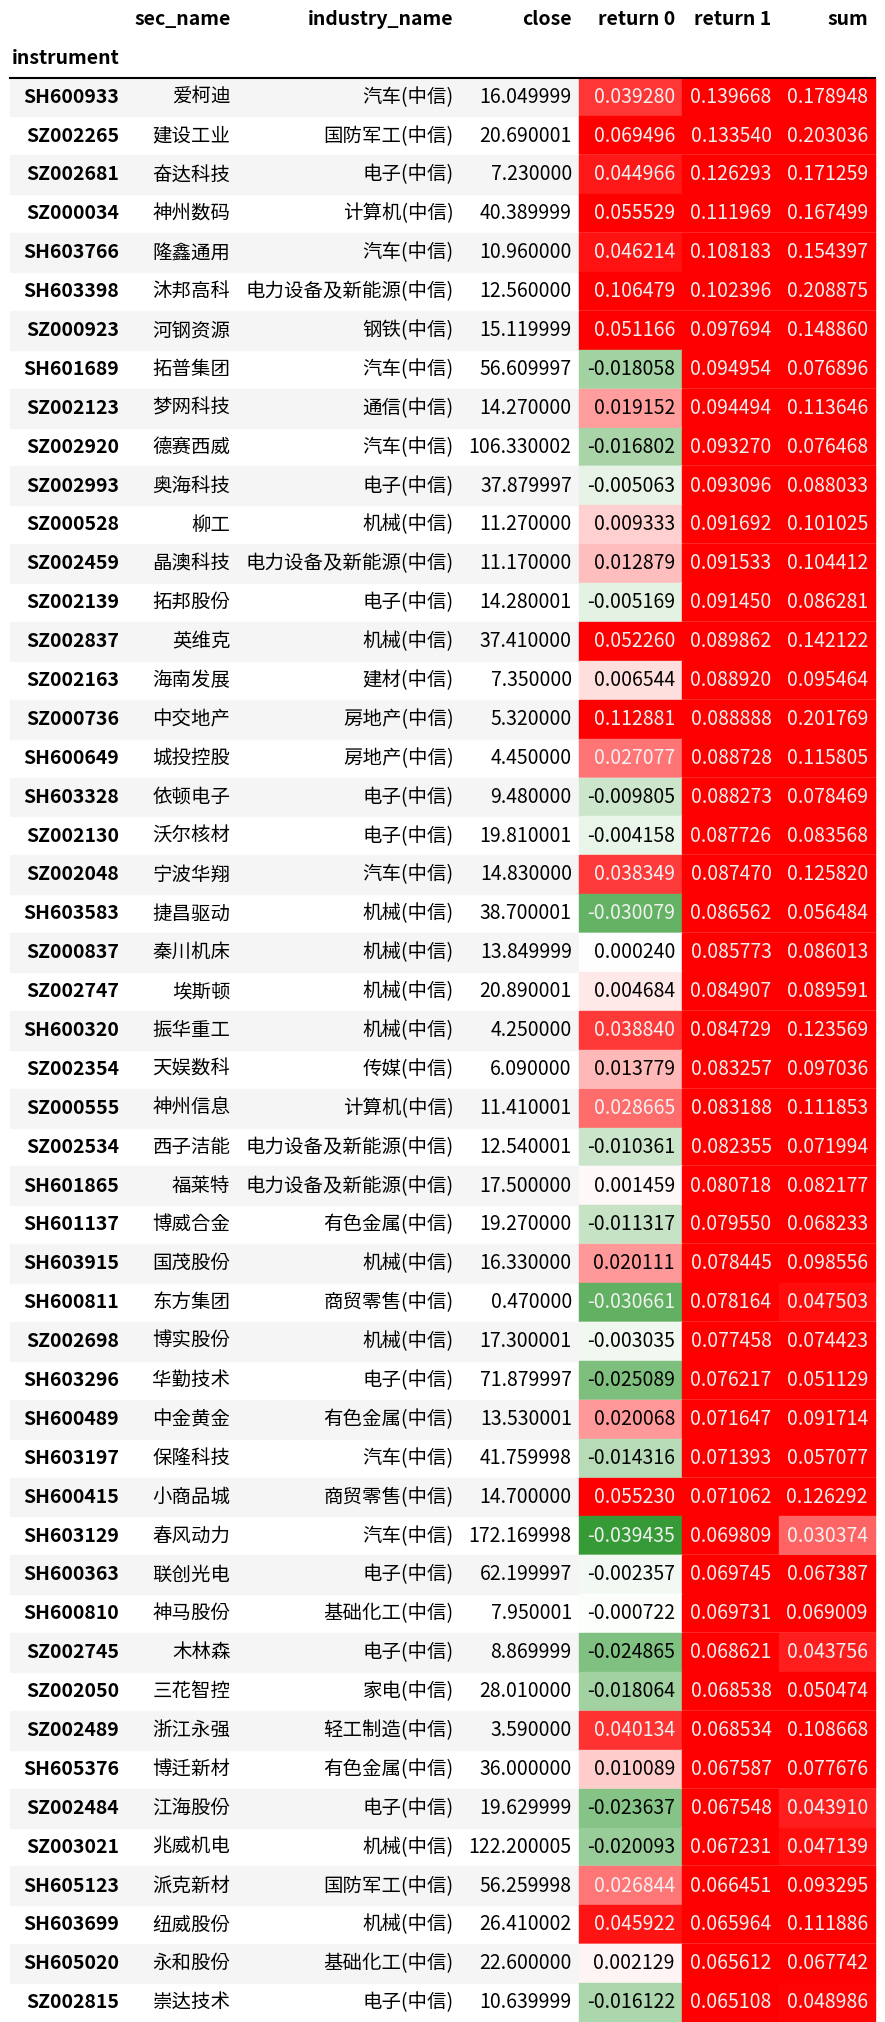 sec_name industry_name close return 0 return 1 sum
instrument
SH600933 爱柯迪 汽车(中信) 16.049999 0.039280 0.139668 0.178948
SZ002265 建设工业 国防军工(中信) 20.690001 0.069496 0.133540 0.203036
SZ002681 奋达科技 电子(中信) 7.230000 0.044966 0.126293 0.171259
SZ000034 神州数码 计算机(中信) 40.389999 0.055529 0.111969 0.167499
SH603766 隆鑫通用 汽车(中信) 10.960000 0.046214 0.108183 0.154397
SH603398 沐邦高科 电力设备及新能源(中信) 12.560000 0.106479 0.102396 0.208875
SZ000923 河钢资源 钢铁(中信) 15.119999 0.051166 0.097694 0.148860
SH601689 拓普集团 汽车(中信) 56.609997 -0.018058 0.094954 0.076896
SZ002123 梦网科技 通信(中信) 14.270000 0.019152 0.094494 0.113646
SZ002920 德赛西威 汽车(中信) 106.330002 -0.016802 0.093270 0.076468
SZ002993 奥海科技 电子(中信) 37.879997 -0.005063 0.093096 0.088033
SZ000528 柳工 机械(中信) 11.270000 0.009333 0.091692 0.101025
SZ002459 晶澳科技 电力设备及新能源(中信) 11.170000 0.012879 0.091533 0.104412
SZ002139 拓邦股份 电子(中信) 14.280001 -0.005169 0.091450 0.086281
SZ002837 英维克 机械(中信) 37.410000 0.052260 0.089862 0.142122
SZ002163 海南发展 建材(中信) 7.350000 0.006544 0.088920 0.095464
SZ000736 中交地产 房地产(中信) 5.320000 0.112881 0.088888 0.201769
SH600649 城投控股 房地产(中信) 4.450000 0.027077 0.088728 0.115805
SH603328 依顿电子 电子(中信) 9.480000 -0.009805 0.088273 0.078469
SZ002130 沃尔核材 电子(中信) 19.810001 -0.004158 0.087726 0.083568
SZ002048 宁波华翔 汽车(中信) 14.830000 0.038349 0.087470 0.125820
SH603583 捷昌驱动 机械(中信) 38.700001 -0.030079 0.086562 0.056484
SZ000837 秦川机床 机械(中信) 13.849999 0.000240 0.085773 0.086013
SZ002747 埃斯顿 机械(中信) 20.890001 0.004684 0.084907 0.089591
SH600320 振华重工 机械(中信) 4.250000 0.038840 0.084729 0.123569
SZ002354 天娱数科 传媒(中信) 6.090000 0.013779 0.083257 0.097036
SZ000555 神州信息 计算机(中信) 11.410001 0.028665 0.083188 0.111853
SZ002534 西子洁能 电力设备及新能源(中信) 12.540001 -0.010361 0.082355 0.071994
SH601865 福莱特 电力设备及新能源(中信) 17.500000 0.001459 0.080718 0.082177
SH601137 博威合金 有色金属(中信) 19.270000 -0.011317 0.079550 0.068233
SH603915 国茂股份 机械(中信) 16.330000 0.020111 0.078445 0.098556
SH600811 东方集团 商贸零售(中信) 0.470000 -0.030661 0.078164 0.047503
SZ002698 博实股份 机械(中信) 17.300001 -0.003035 0.077458 0.074423
SH603296 华勤技术 电子(中信) 71.879997 -0.025089 0.076217 0.051129
SH600489 中金黄金 有色金属(中信) 13.530001 0.020068 0.071647 0.091714
SH603197 保隆科技 汽车(中信) 41.759998 -0.014316 0.071393 0.057077
SH600415 小商品城 商贸零售(中信) 14.700000 0.055230 0.071062 0.126292
SH603129 春风动力 汽车(中信) 172.169998 -0.039435 0.069809 0.030374
SH600363 联创光电 电子(中信) 62.199997 -0.002357 0.069745 0.067387
SH600810 神马股份 基础化工(中信) 7.950001 -0.000722 0.069731 0.069009
SZ002745 木林森 电子(中信) 8.869999 -0.024865 0.068621 0.043756
SZ002050 三花智控 家电(中信) 28.010000 -0.018064 0.068538 0.050474
SZ002489 浙江永强 轻工制造(中信) 3.590000 0.040134 0.068534 0.108668
SH605376 博迁新材 有色金属(中信) 36.000000 0.010089 0.067587 0.077676
SZ002484 江海股份 电子(中信) 19.629999 -0.023637 0.067548 0.043910
SZ003021 兆威机电 机械(中信) 122.200005 -0.020093 0.067231 0.047139
SH605123 派克新材 国防军工(中信) 56.259998 0.026844 0.066451 0.093295
SH603699 纽威股份 机械(中信) 26.410002 0.045922 0.065964 0.111886
SH605020 永和股份 基础化工(中信) 22.600000 0.002129 0.065612 0.067742
SZ002815 崇达技术 电子(中信) 10.639999 -0.016122 0.065108 0.048986